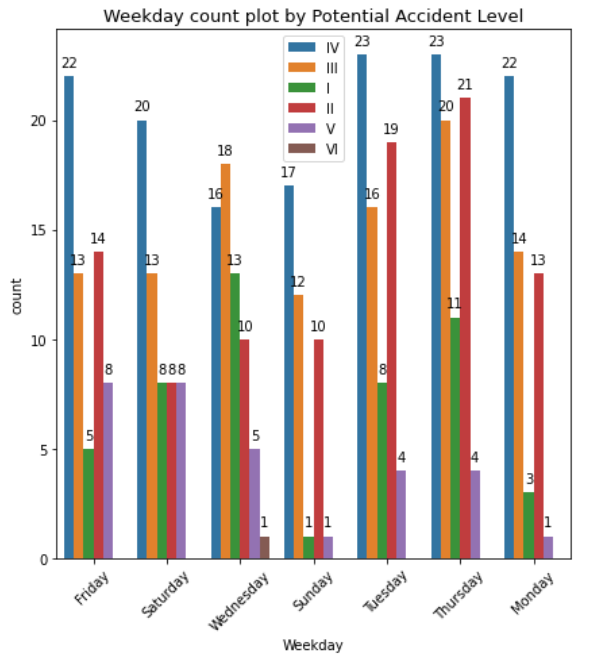 Weekday count plot by Potential Accident Level
IV
III
I
II
V
VI
count
20
15
10
5
0
22
13
5
14
8
20
13
8
8
8
16
18
13
10
5
1
17
12
1
10
1
23
16
8
19
4
23
20
11
21
4
22
14
3
13
1
Friday
Saturday
Wednesday
Sunday
Tuesday
Thursday
Monday
Weekday